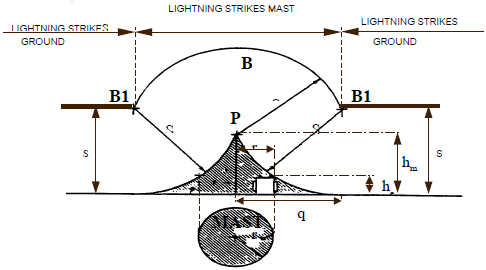 LIGHTNING STRIKES MAST
LIGHTNING STRIKES
GROUND
LIGHTNING STRIKES
GROUND
B
B1
B1
P
S
S
S
S
r
hm
h
q
MAST